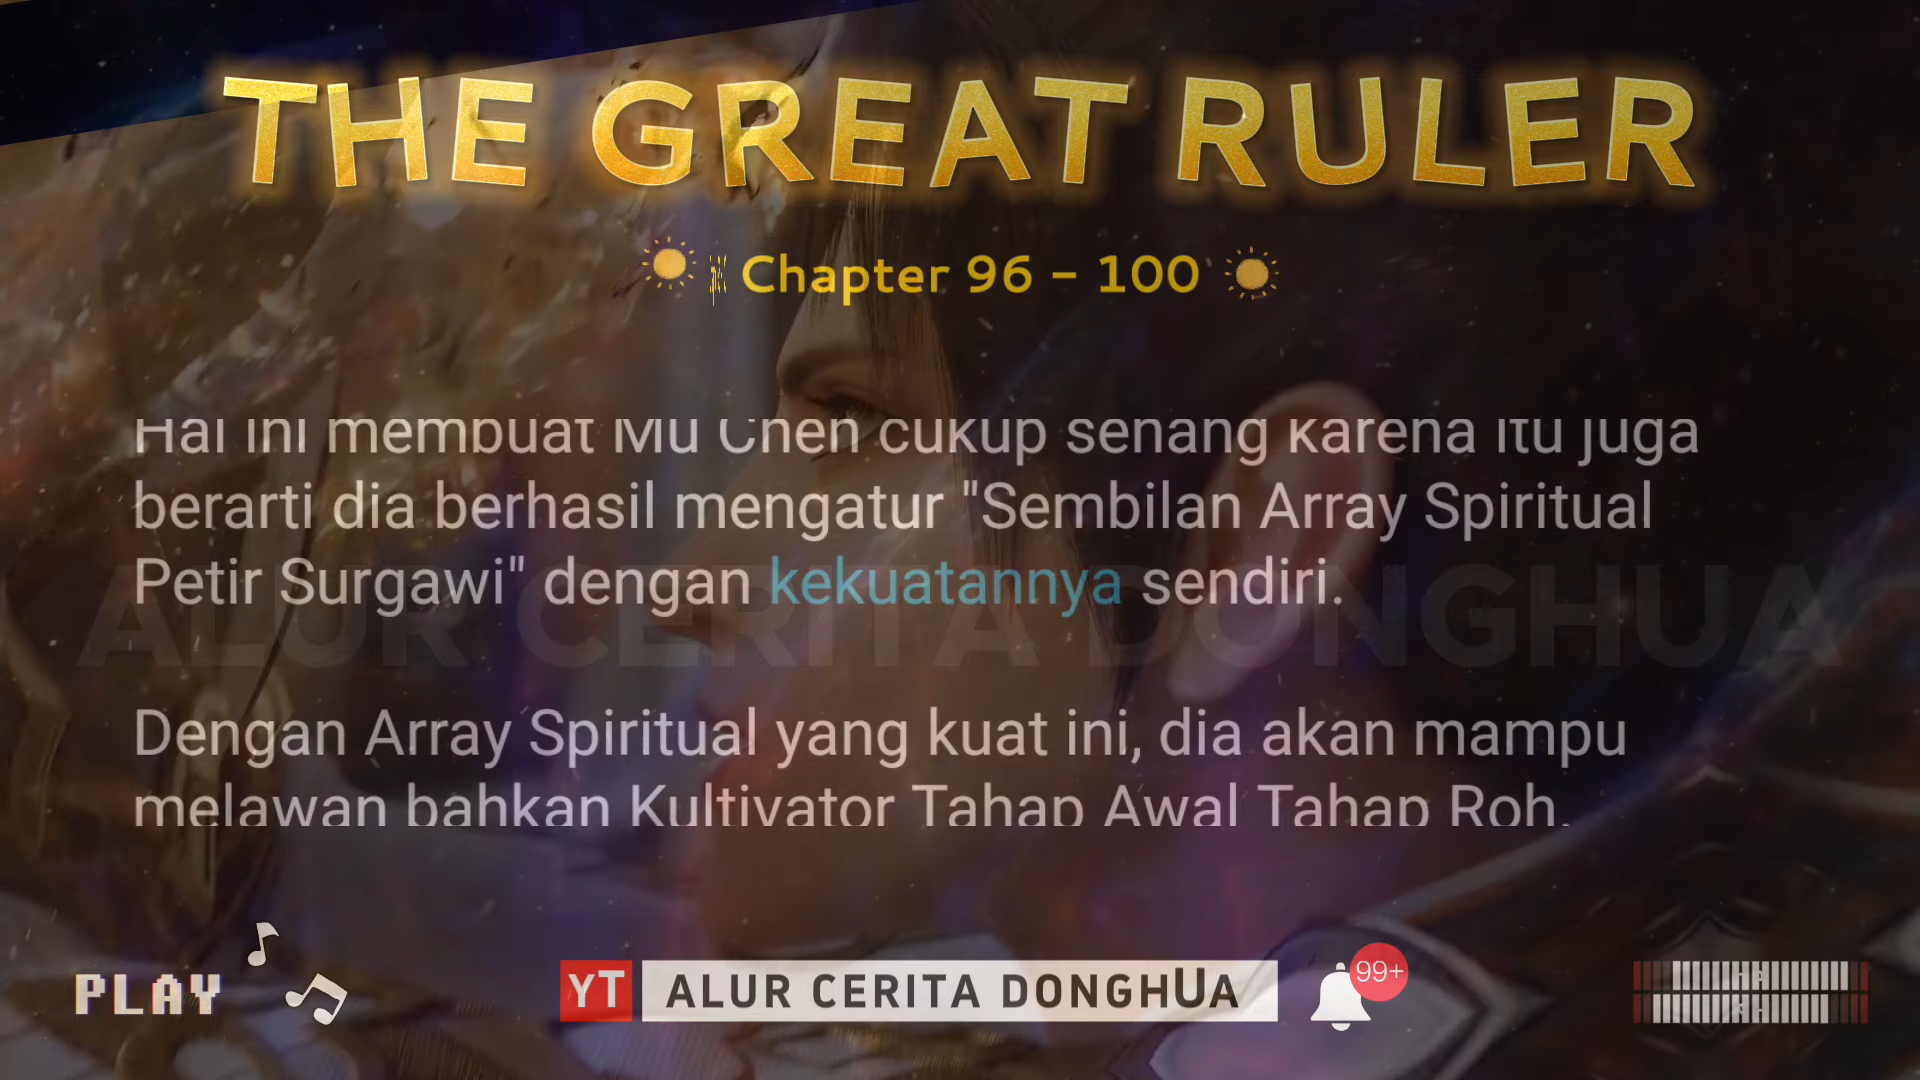 THE GREAT RULER
Chapter 96 - 100
Hal ini membuat Mu Chen cukup senang karena itu juga
berarti dia berhasil mengatur "Sembilan Array Spiritual
Petir Surgawi" dengan kekuatannya sendiri.
ALUR CERITA DONGHUA
Dengan Array Spiritual yang kuat ini, dia akan mampu
melawan bahkan Kultivator Tahap Awal Tahap Roh.
PLAY
YT ALUR CERITA DONGHUA
99+